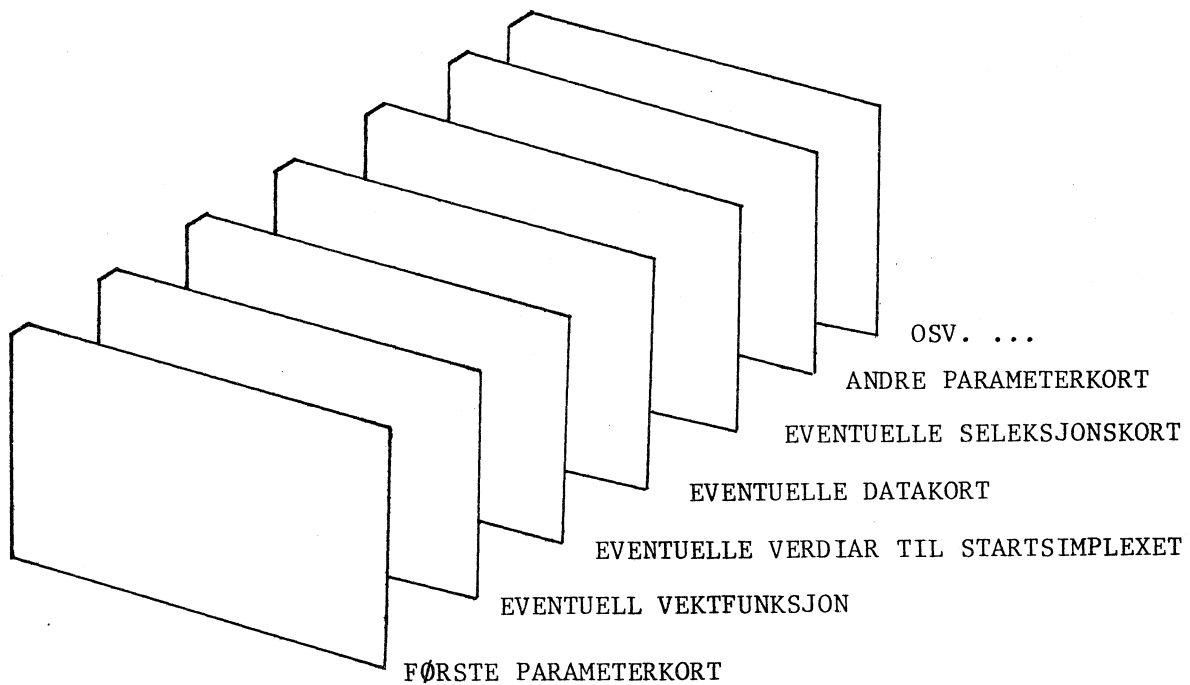 OSV. ...
ANDRE PARAMETERKORT
EVENTUELLE SELEKSJONSKORT
EVENTUELLE DATAKORT
EVENTUELLE VERDIAR TIL STARTSIMPLEXET
EVENTUELL VEKTFUNKSJON
FØRSTE PARAMETERKORT